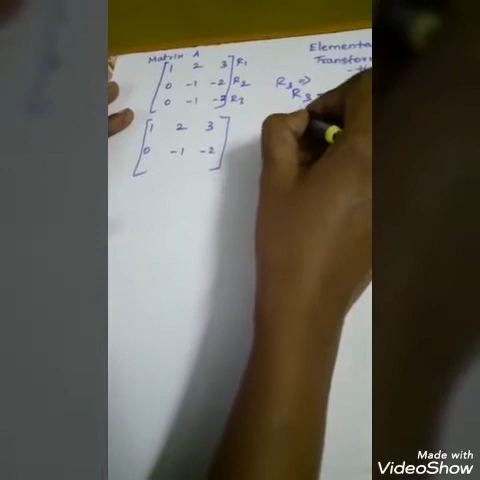 Matrix A
1 2 3 R1
0 -1 -2 R2
0 -1 -3 R3
Elementa
Transform
R3 ⇒
R3
1 2 3
0 -1 -2
Made with
VideoShow